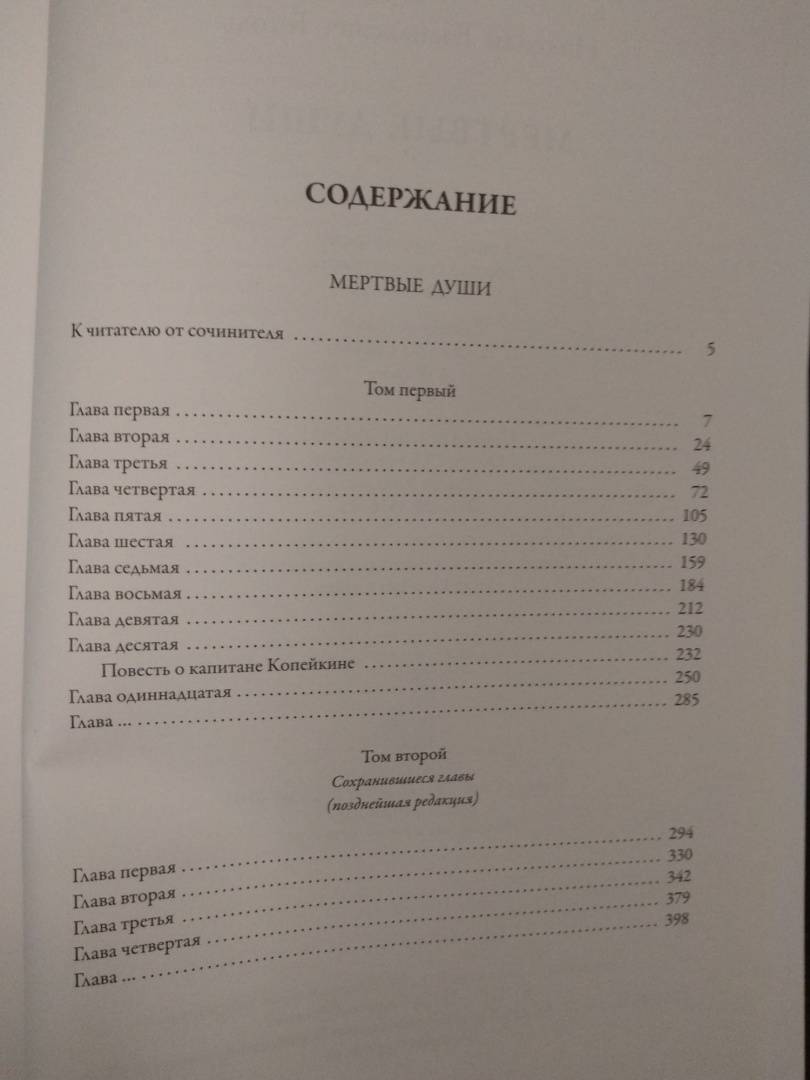 СОДЕРЖАНИЕ
МЕРТВЫЕ ДУШИ
К читателю от сочинителя 5
Том первый
Глава первая 7
Глава вторая 24
Глава третья 49
Глава четвертая 72
Глава пятая 105
Глава шестая 130
Глава седьмая 159
Глава восьмая 184
Глава девятая 212
Глава десятая 230
Повесть о капитане Копейкине 232
Глава одиннадцатая 250
Глава ... 285
Том второй
Сохранившиеся главы
(позднейшая редакция)
Глава первая 294
Глава вторая 330
Глава третья 342
Глава четвертая 379
Глава ... 398